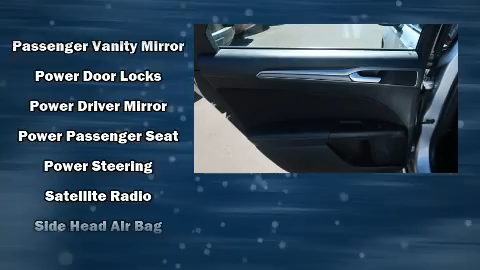 Passenger Vanity Mirror
Power Door Locks
Power Driver Mirror
Power Passenger Seat
Power Steering
Satellite Radio
Side Head Air Bag